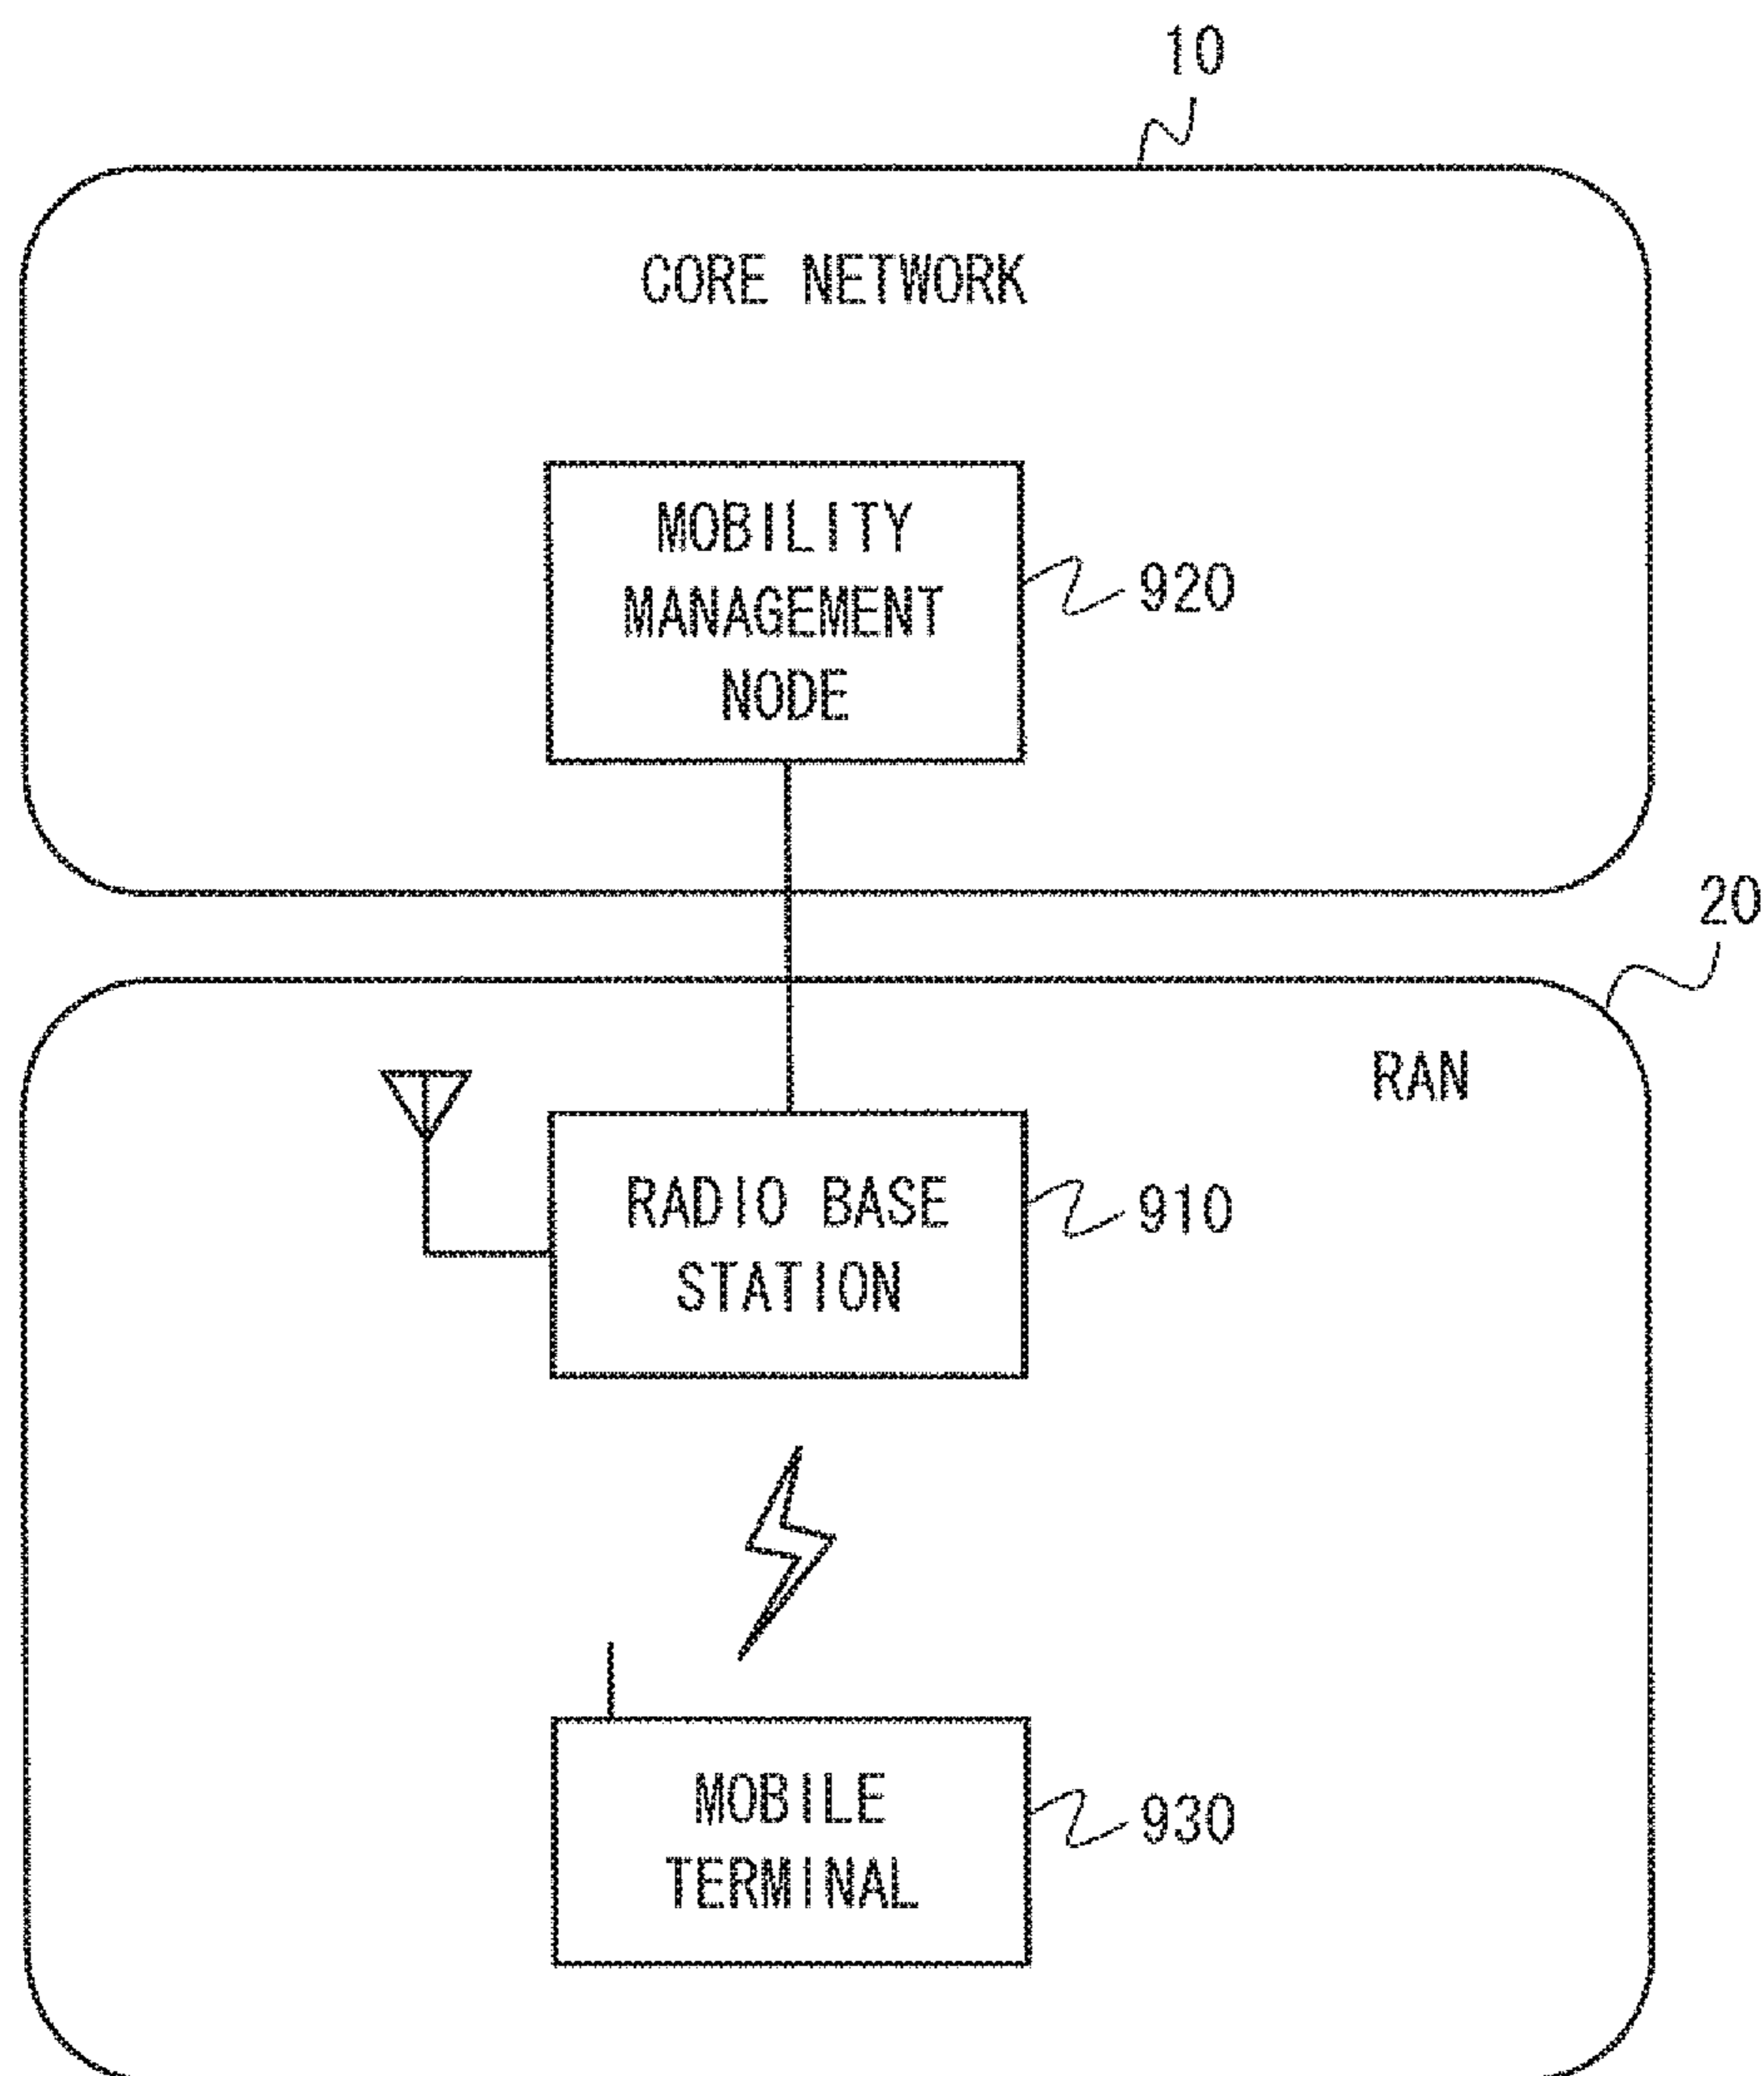 10
CORE NETWORK
MOBILITY
MANAGEMENT
NODE
920
20
RAN
RADIO BASE
STATION
910
MOBILE
TERMINAL
930